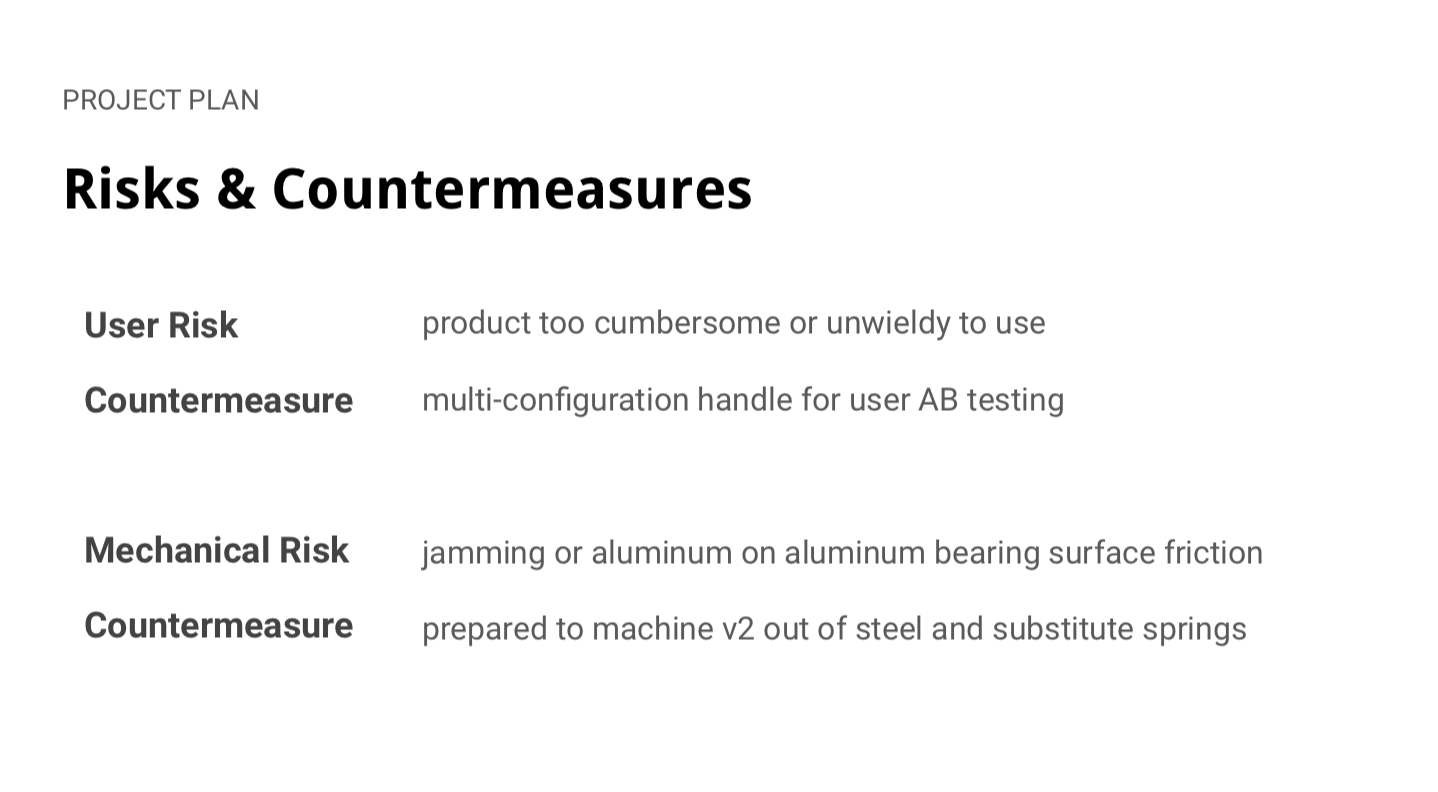 PROJECT PLAN
Risks & Countermeasures
User Risk product too cumbersome or unwieldy to use
Countermeasure multi-configuration handle for user AB testing
Mechanical Risk jamming or aluminum on aluminum bearing surface friction
Countermeasure prepared to machine v2 out of steel and substitute springs